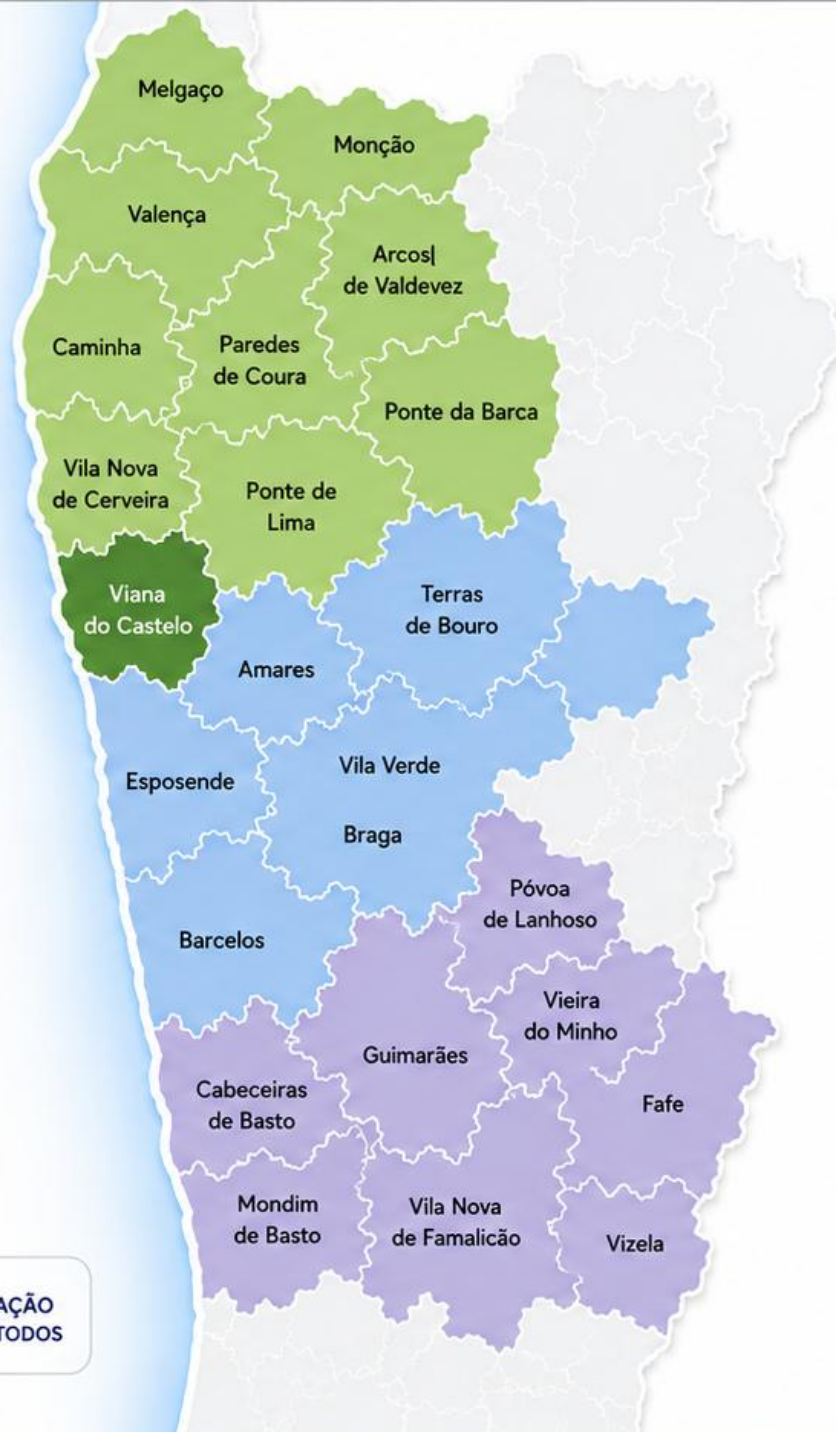 Melgaço
Monção
Valença
Arcos|
de Valdevez
Caminha
Paredes
de Coura
Ponte da Barca
Vila Nova
de Cerveira
Ponte de
Lima
Viana
do Castelo
Terras
de Bouro
Amares
Vila Verde
Esposende
Braga
Póvoa
de Lanhoso
Barcelos
Vieira
do Minho
Guimarães
Cabeceiras
de Basto
Fafe
Mondim
de Basto
Vila Nova
de Famalicão
Vizela
AÇÃO
TODOS